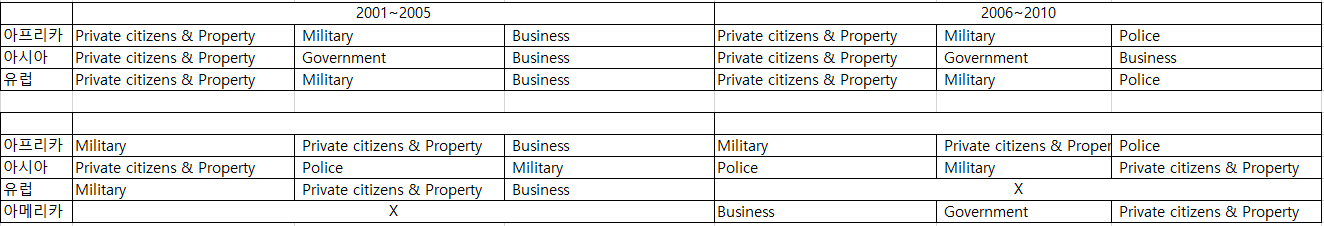 2001~2005 2006~2010
아프리카 Private citizens & Property Military Business Private citizens & Property Military Police
아시아 Private citizens & Property Government Business Private citizens & Property Government Business
유럽 Private citizens & Property Military Business Private citizens & Property Military Police
아프리카 Military Private citizens & Property Business Military Private citizens & Proper Police
아시아 Private citizens & Property Police Military Police Military Private citizens & Property
유럽 Military Private citizens & Property Business X
아메리카 X Business Government Private citizens & Property